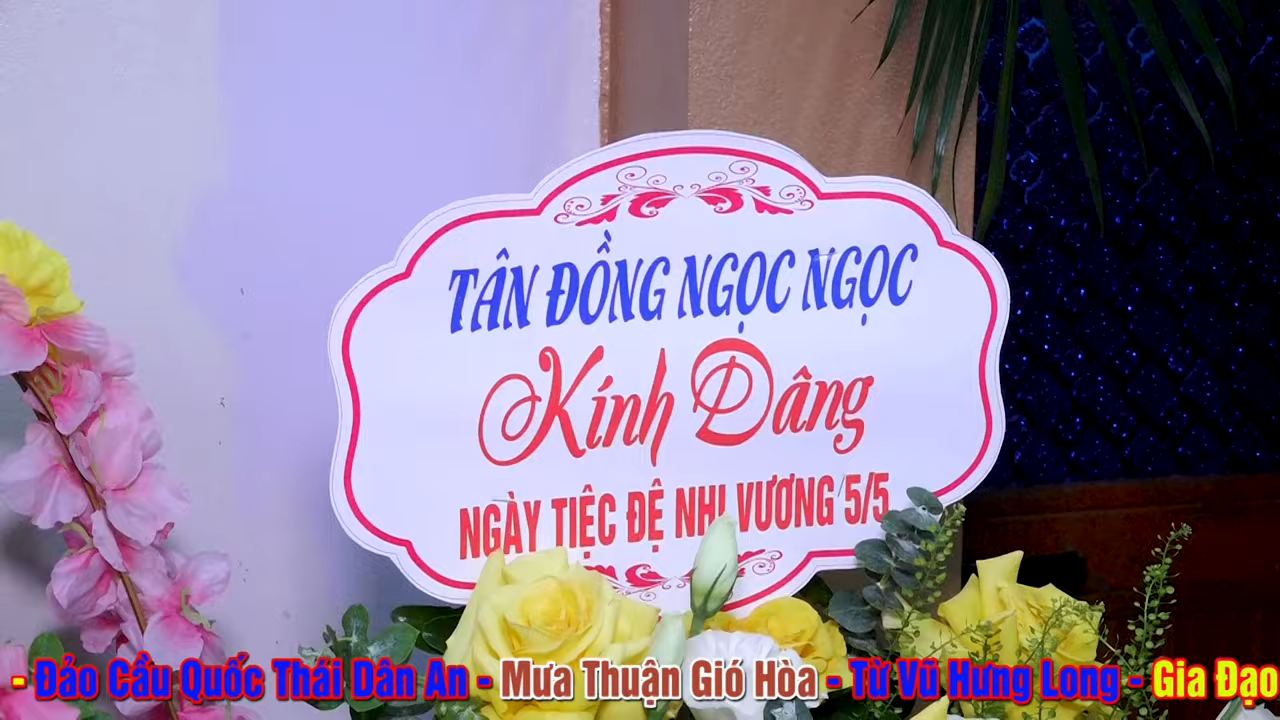 TÂN ĐỒNG NGỌC NGỌC
Kính Dâng
NGÀY TIỆC ĐỆ NHỊ VƯƠNG 5/5
- Đảo Cầu Quốc Thái Dân An - Mưa Thuận Gió Hòa - Từ Vũ Hưng Long - Gia Đạo